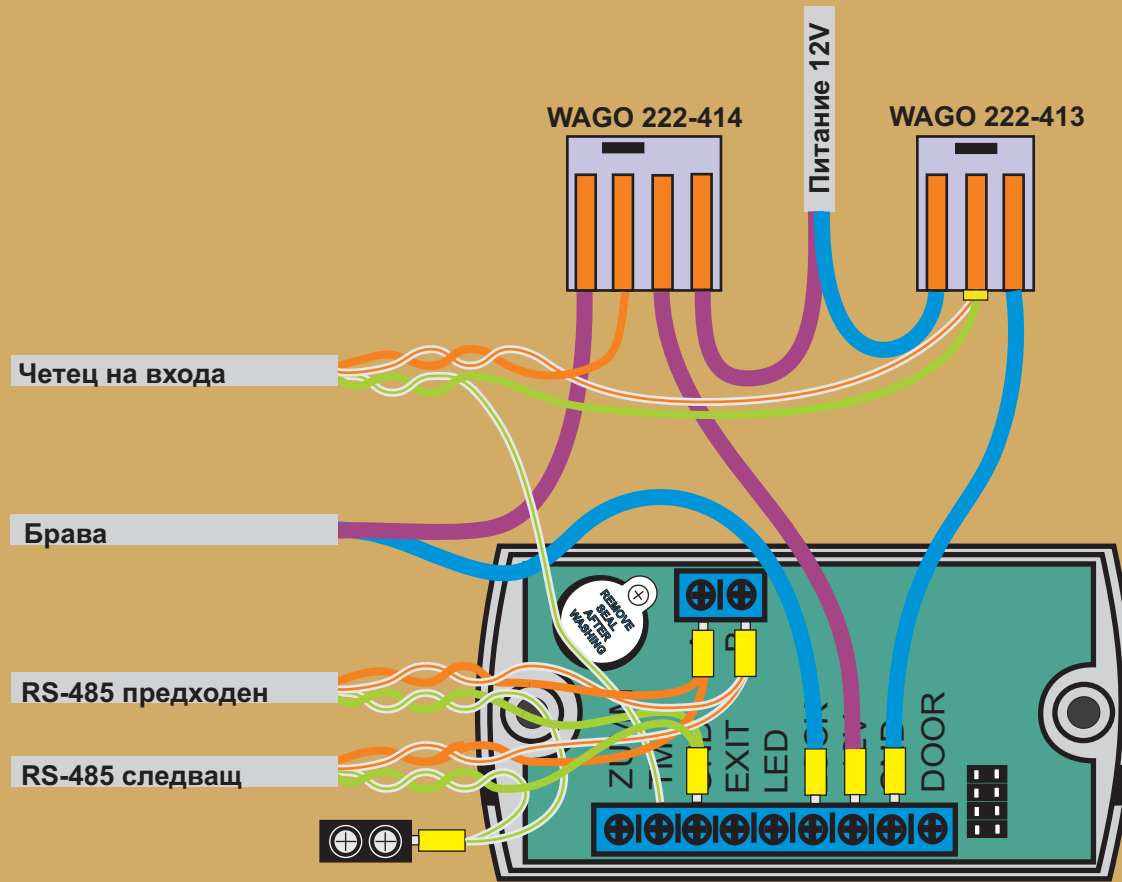 Питание 12V
WAGO 222-414
WAGO 222-413
Четец на входа
Брава
REMOVE
SEAL
AFTER
WASHING
RS-485 предходен
RS-485 следващ
EXIT
LED
DOOR